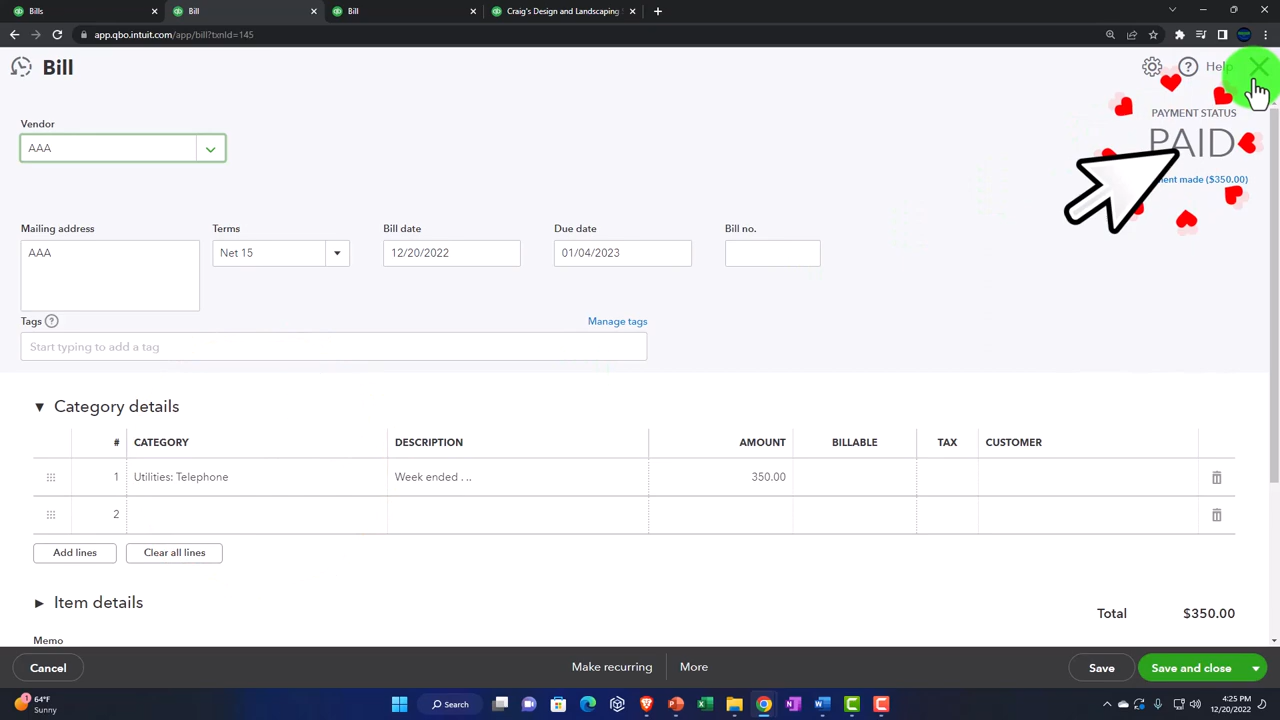 Bills
Bill
Bill
Craig's Design and Landscaping
app.qbo.intuit.com/app/bill?txnId=145
Bill
Help
Vendor
AAA
PAYMENT STATUS
PAID
made ($350.00)
Mailing address
Terms
Bill date
Due date
Bill no.
AAA
Net 15
12/20/2022
01/04/2023
Tags
Manage tags
Start typing to add a tag
Category details
# CATEGORY DESCRIPTION AMOUNT BILLABLE TAX CUSTOMER
1 Utilities: Telephone Week ended . .. 350.00
2
Add lines
Clear all lines
Item details
Total $350.00
Memo
Cancel
Make recurring
More
Save
Save and close
1
64°F
Sunny
Search
4:25 PM
12/20/2022